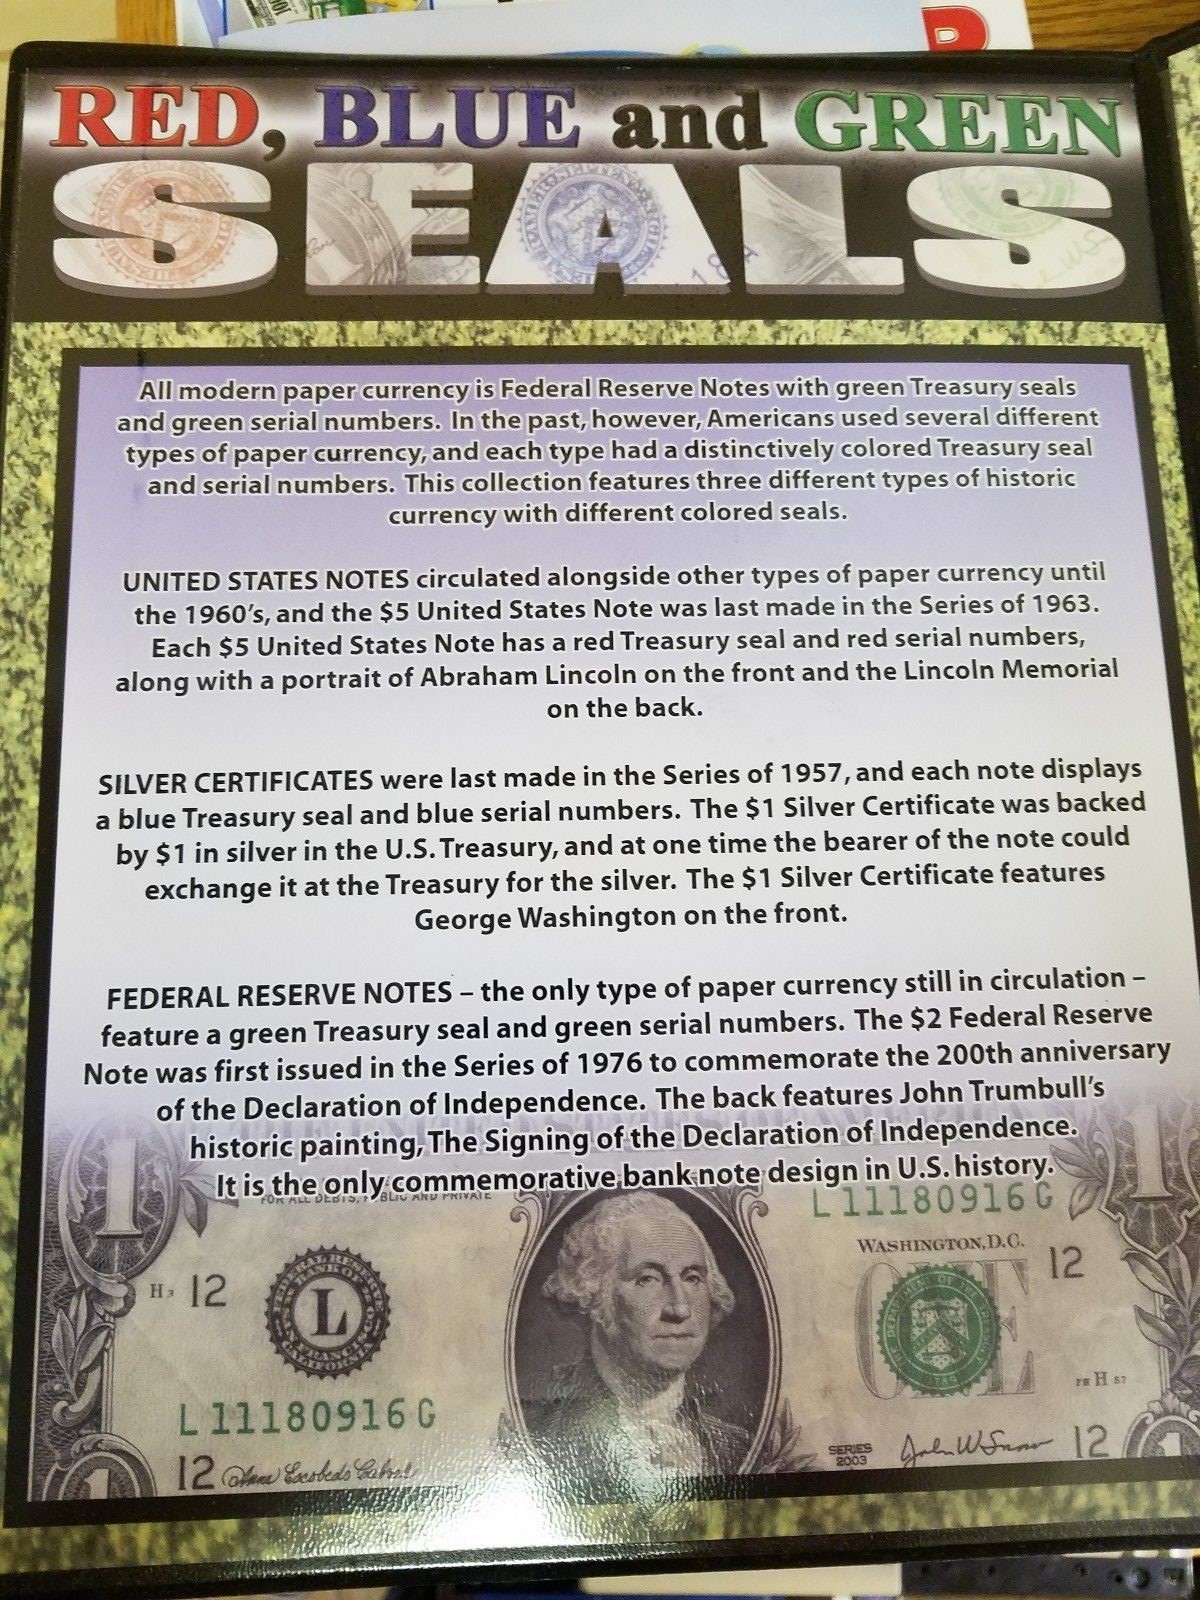 RED, BLUE and GREEN
SEALS
All modern paper currency is Federal Reserve Notes with green Treasury seals
and green serial numbers. In the past, however, Americans used several different
types of paper currency, and each type had a distinctively colored Treasury seal
and serial numbers. This collection features three different types of historic
currency with different colored seals.
UNITED STATES NOTES circulated alongside other types of paper currency until
the 1960's, and the $5 United States Note was last made in the Series of 1963.
Each $5 United States Note has a red Treasury seal and red serial numbers,
along with a portrait of Abraham Lincoln on the front and the Lincoln Memorial
on the back.
SILVER CERTIFICATES were last made in the Series of 1957, and each note displays
a blue Treasury seal and blue serial numbers. The $1 Silver Certificate was backed
by $1 in silver in the U.S. Treasury, and at one time the bearer of the note could
exchange it at the Treasury for the silver. The $1 Silver Certificate features
George Washington on the front.
FEDERAL RESERVE NOTES – the only type of paper currency still in circulation –
feature a green Treasury seal and green serial numbers. The $2 Federal Reserve
Note was first issued in the Series of 1976 to commemorate the 200th anniversary
of the Declaration of Independence. The back features John Trumbull's
historic painting, The Signing of the Declaration of Independence.
It is the only commemorative bank note design in U.S. history.
FOR ALL DEBTS, PUBLIC AND PRIVATE
L 11180916 G
WASHINGTON, D.C.
1
H 3 12
L
ONE
12
FW H 57
L 11180916 G
12
SERIES
2003
12
1
1